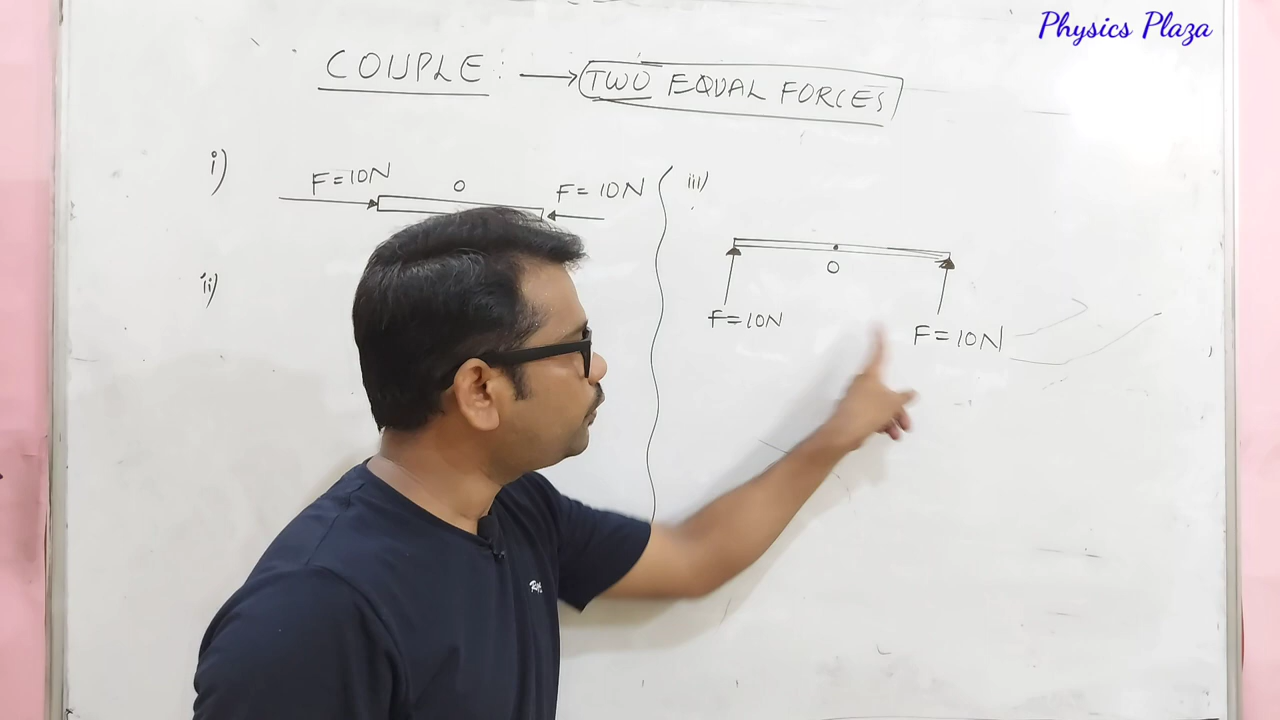 Physics Plaza
COUPLE : → TWO EQUAL FORCES
i)
F=10N
O
F=10N
ii)
iii)
O
F=10N
F=10N